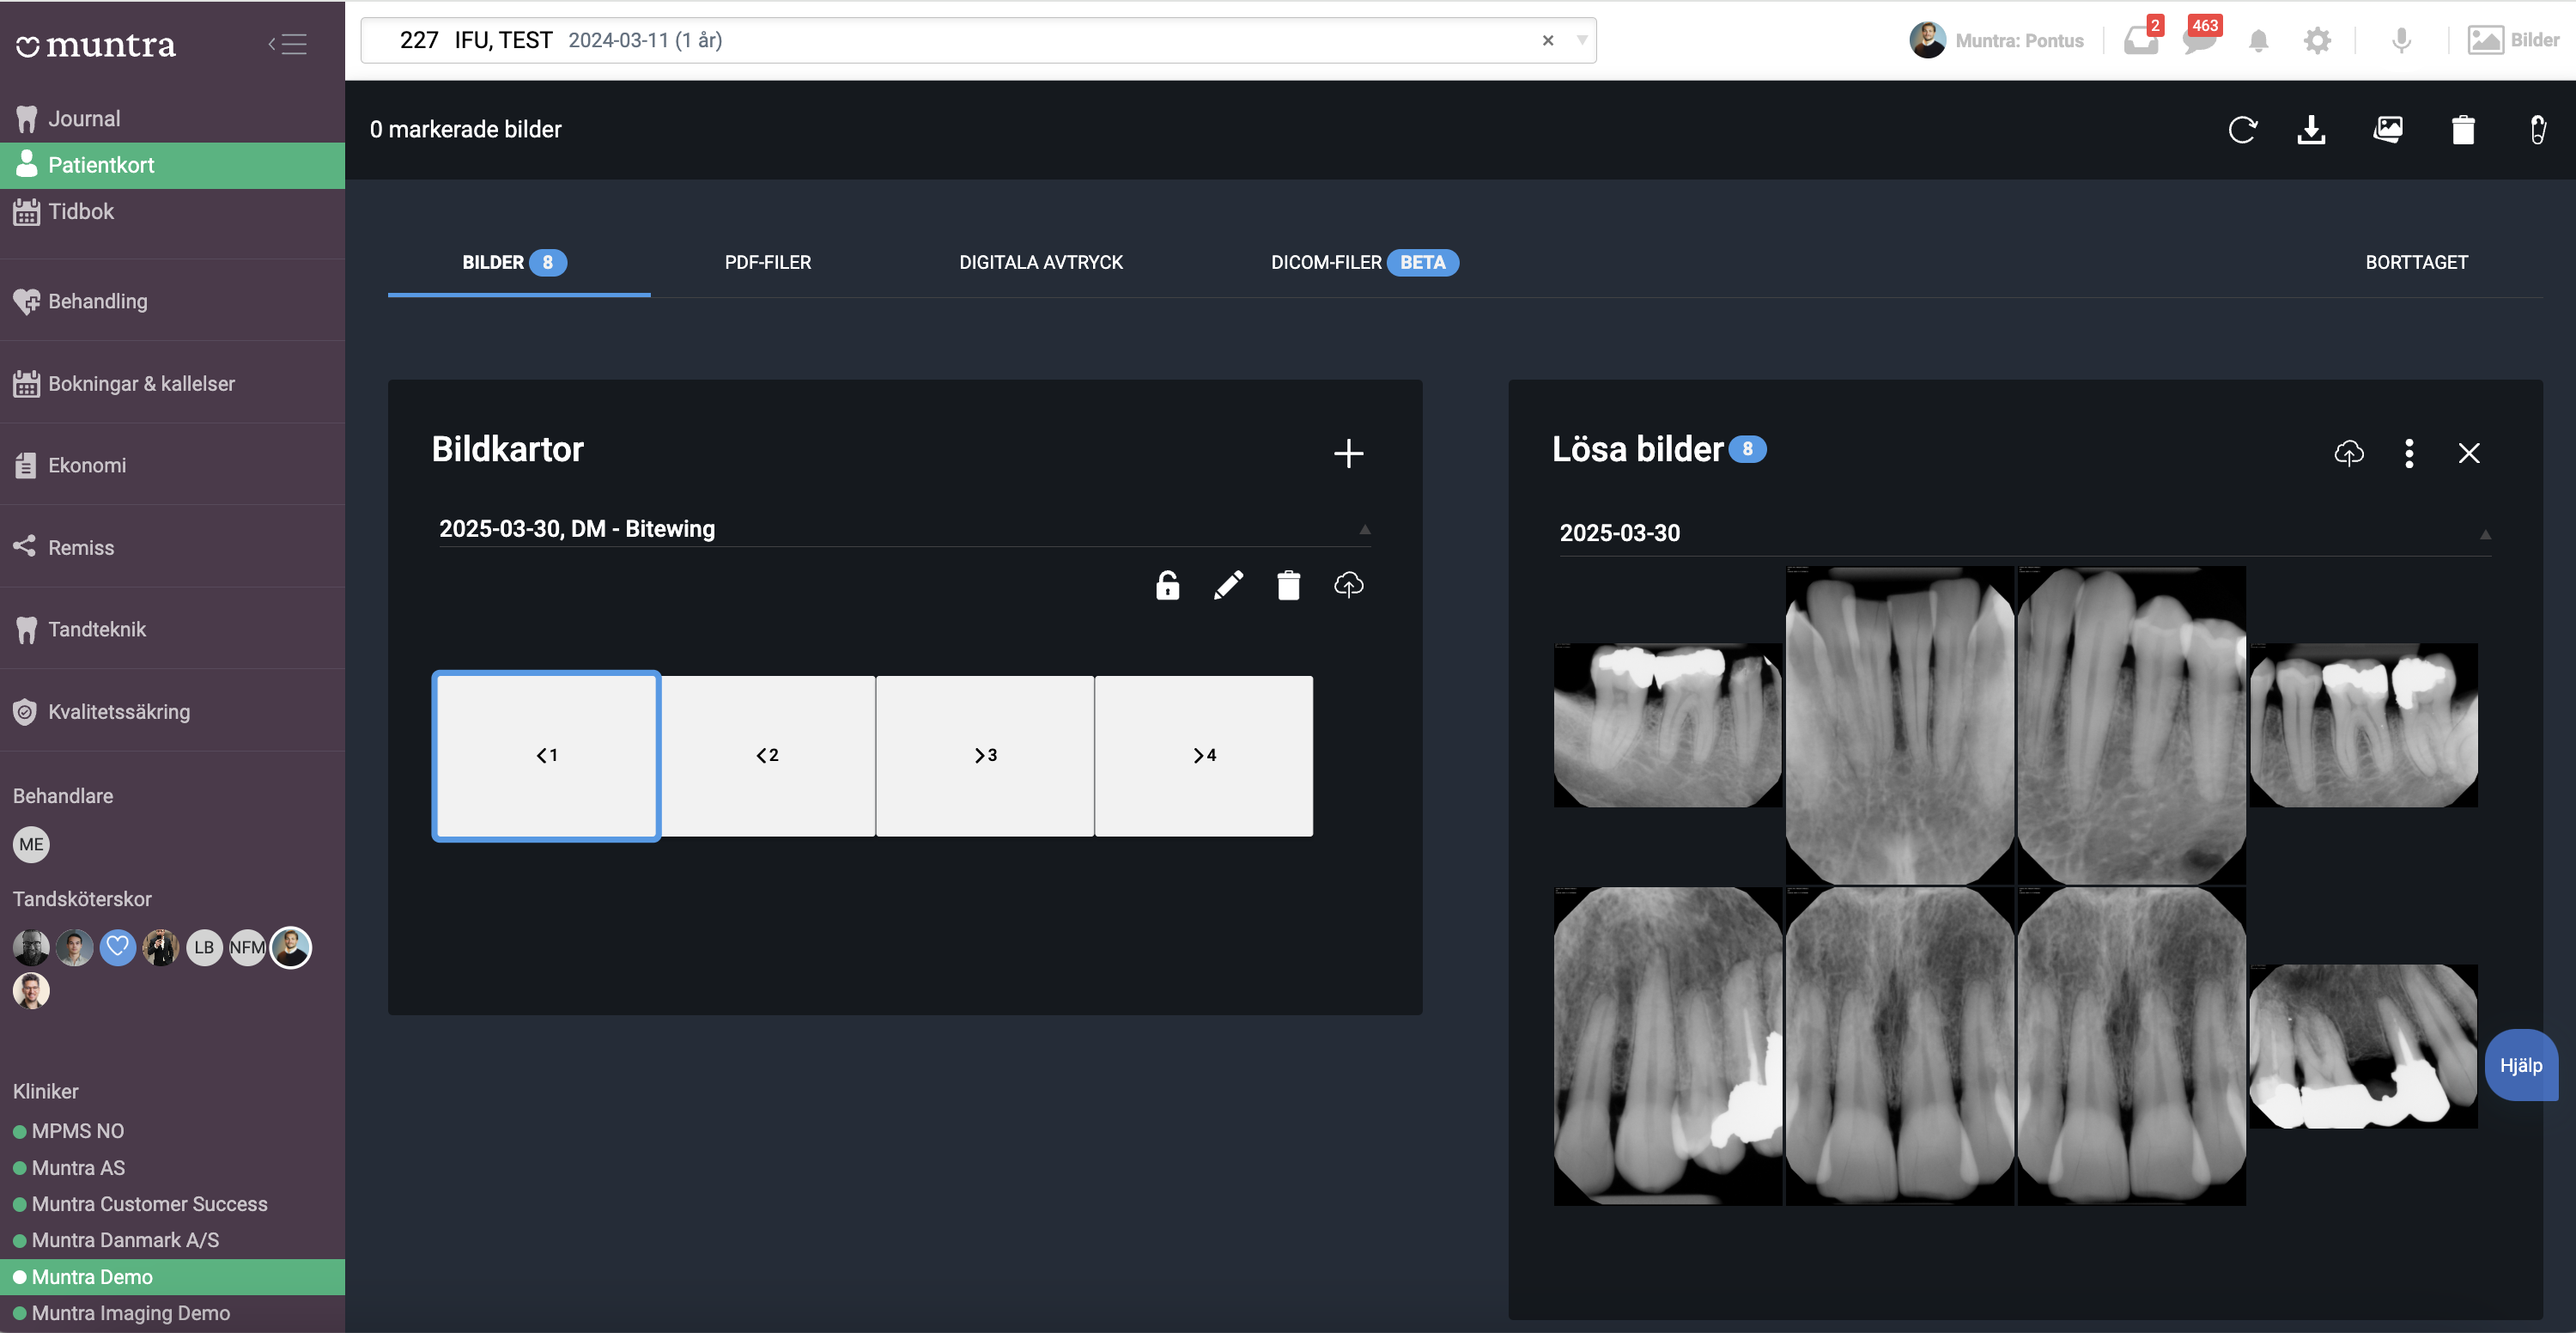 muntra
227 IFU, TEST 2024-03-11 (1 år)
Muntra: Pontus
2
463
Bilder
Journal
Patientkort
Tidbok
Behandling
Bokningar & kallelser
Ekonomi
Remiss
Tandteknik
Kvalitetssäkring
Behandlare
ME
Tandsköterskor
LB
NFM
Kliniker
MPMS NO
Muntra AS
Muntra Customer Success
Muntra Danmark A/S
Muntra Demo
Muntra Imaging Demo
0 markerade bilder
BILDER 8
PDF-FILER
DIGITALA AVTRYCK
DICOM-FILER BETA
BORTTAGET
Bildkartor
2025-03-30, DM - Bitewing
<1
<2
>3
>4
Lösa bilder 8
2025-03-30
Hjälp